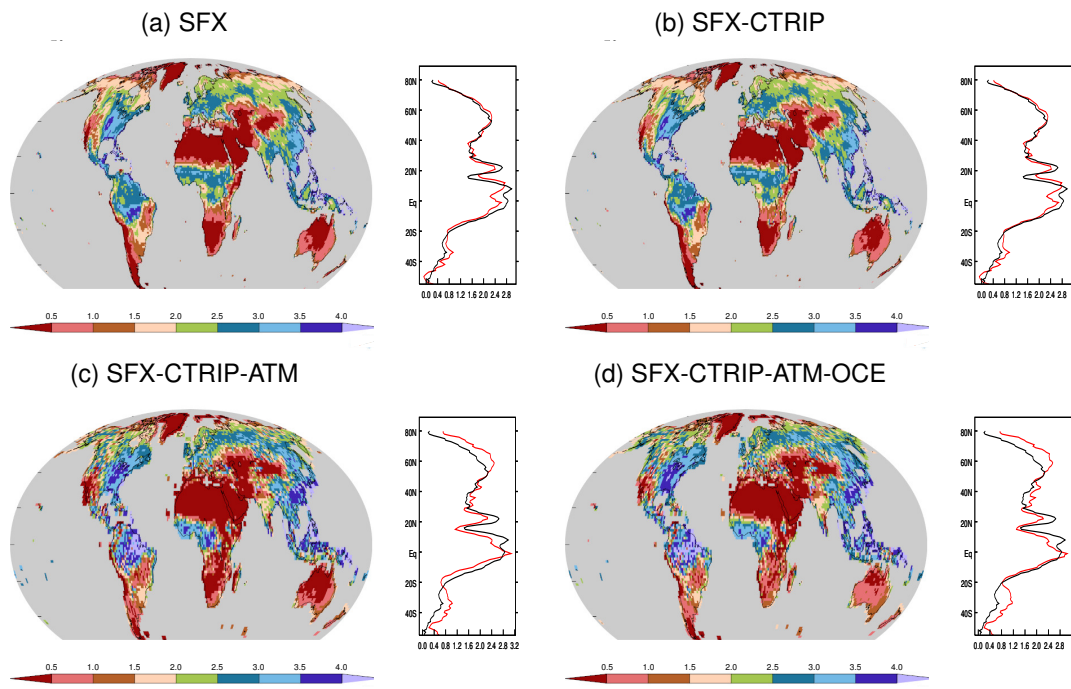 (a) SFX
(b) SFX-CTRIP
80N
60N
40N
20N
Eq
20S
40S
0.0 0.4 0.8 1.2 1.6 2.0 2.4 2.8
80N
60N
40N
20N
Eq
20S
40S
0.0 0.4 0.8 1.2 1.6 2.0 2.4 2.8
0.5 1.0 1.5 2.0 2.5 3.0 3.5 4.0
0.5 1.0 1.5 2.0 2.5 3.0 3.5 4.0
(c) SFX-CTRIP-ATM
(d) SFX-CTRIP-ATM-OCE
80N
60N
40N
20N
Eq
20S
40S
0.0 0.4 0.8 1.2 1.6 2.0 2.4 2.8 3.2
80N
60N
40N
20N
Eq
20S
40S
0.0 0.4 0.8 1.2 1.6 2.0 2.4 2.8
0.5 1.0 1.5 2.0 2.5 3.0 3.5 4.0
0.5 1.0 1.5 2.0 2.5 3.0 3.5 4.0